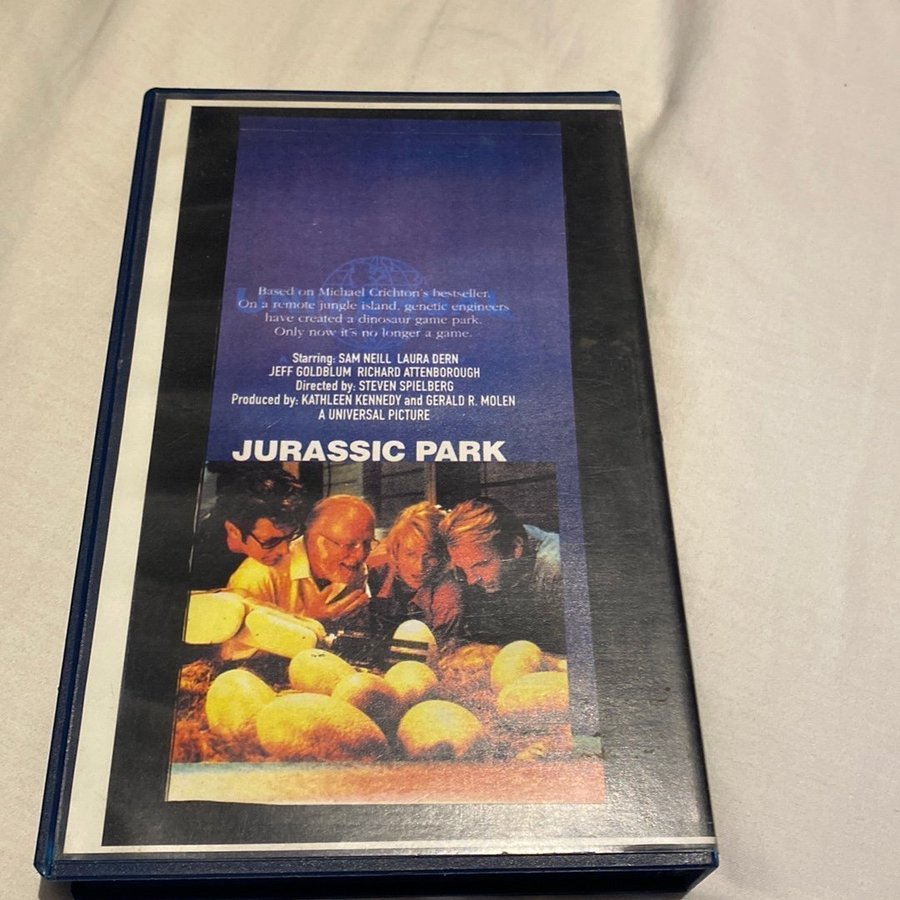 Based on Michael Crichton's bestseller.
On a remote jungle island, genetic engineers
have created a dinosaur game park.
Only now it's no longer a game.
Starring: SAM NEILL LAURA DERN
JEFF GOLDBLUM RICHARD ATTENBOROUGH
Directed by: STEVEN SPIELBERG
Produced by: KATHLEEN KENNEDY and GERALD R. MOLEN
A UNIVERSAL PICTURE
JURASSIC PARK